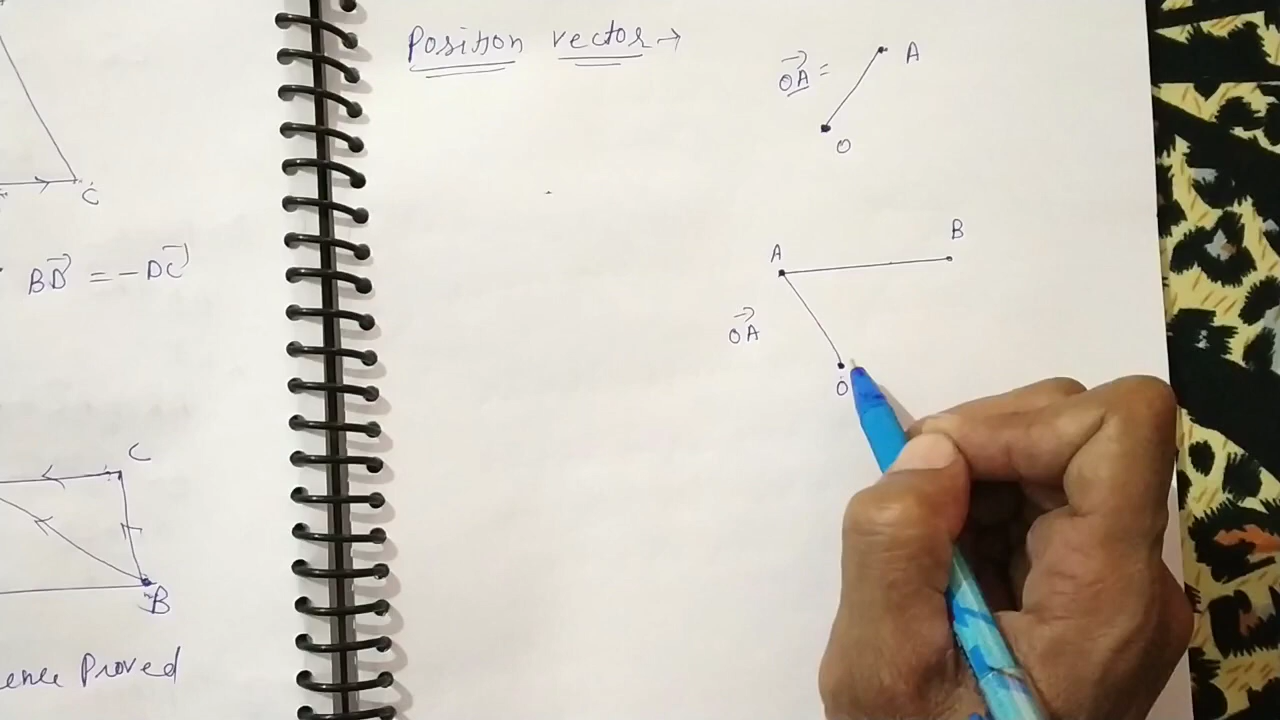 C
BD = -DC
C
B
ence Proved
Position vector →
OA =
A
O
A
B
OA
O